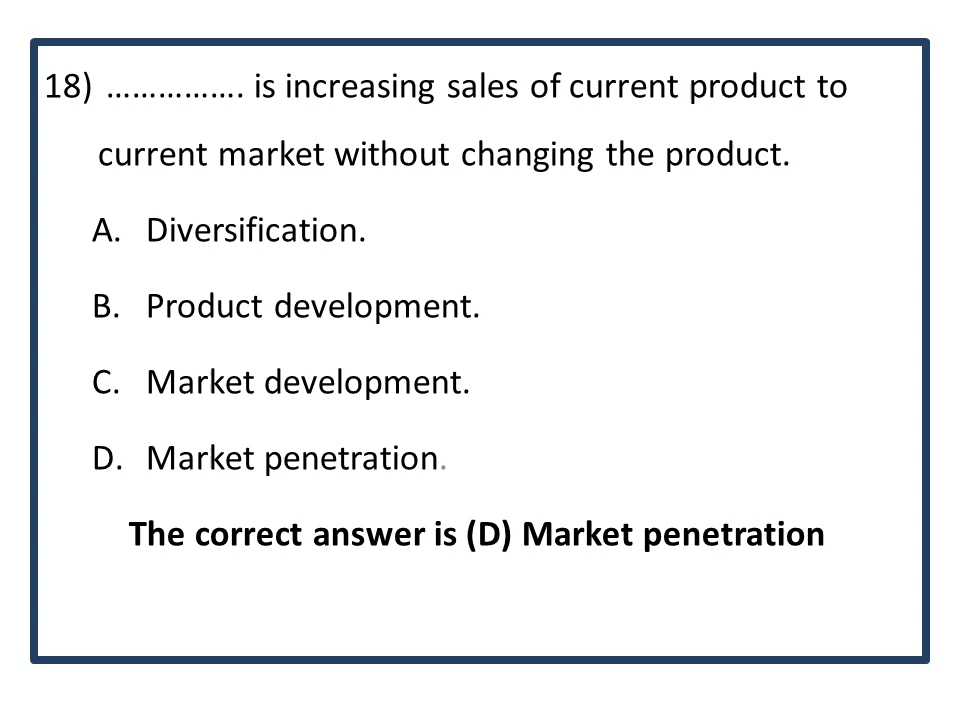 18) ……………. is increasing sales of current product to
current market without changing the product.
A. Diversification.
B. Product development.
C. Market development.
D. Market penetration.
The correct answer is (D) Market penetration